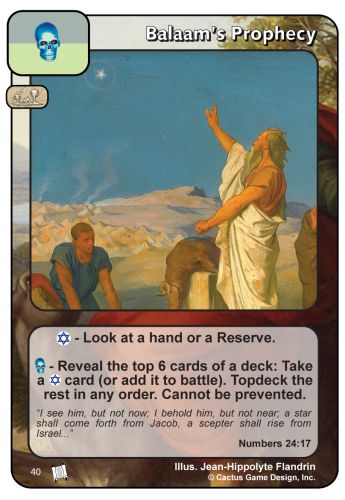 Balaam's Prophecy
- Look at a hand or a Reserve.
- Reveal the top 6 cards of a deck: Take
a card (or add it to battle). Topdeck the
rest in any order. Cannot be prevented.
"I see him, but not now; I behold him, but not near; a star
shall come forth from Jacob, a scepter shall rise from
Israel..."
Numbers 24:17
Illus. Jean-Hippolyte Flandrin
40
© Cactus Game Design, Inc.